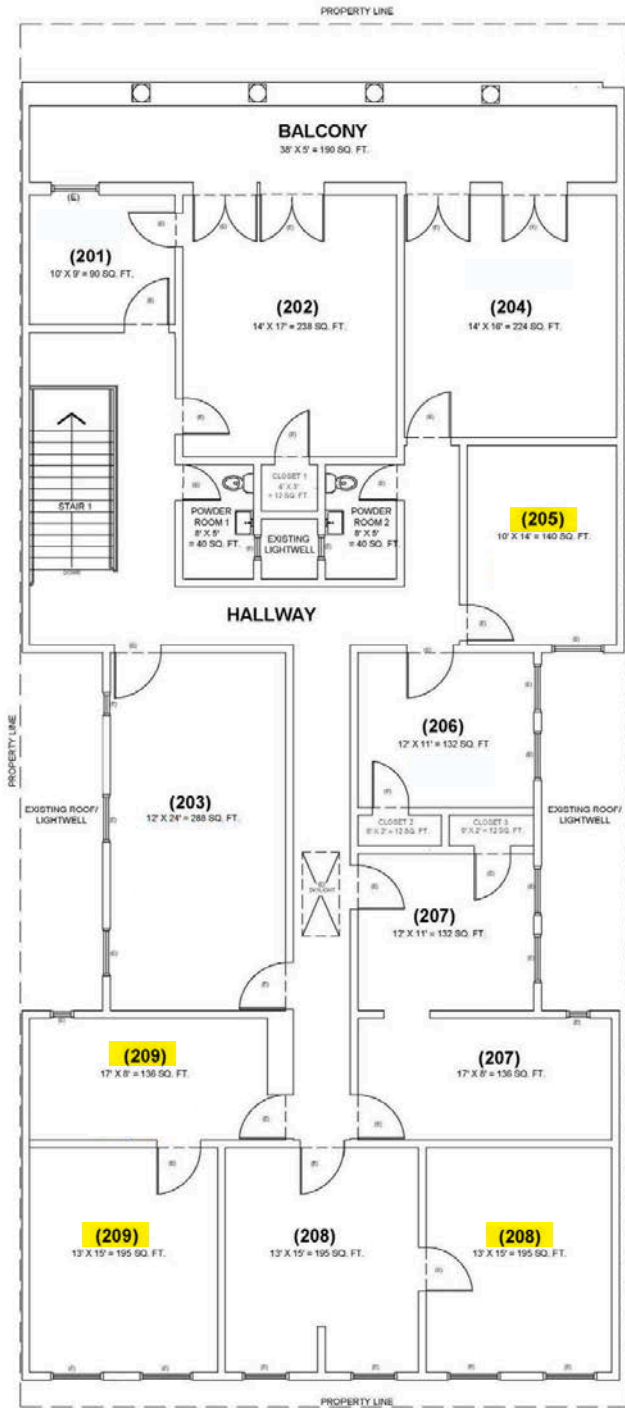 PROPERTY LINE
BALCONY
38' X 5' = 190 SQ. FT.
(E)
(201)
10' X 9' = 90 SQ. FT.
(E)
(E)
(E)
(E)
(202)
14' X 17' = 238 SQ. FT.
(E)
(E)
(204)
14' X 16' = 224 SQ. FT.
(E)
(E)
(E)
STAIR 1
DOWN
(E)
POWDER
ROOM 1
8' X 5'
= 40 SQ. FT.
CLOSET 1
= 12 SQ. FT.
EXISTING
LIGHTWELL
(E)
POWDER
ROOM 2
8' X 5'
= 40 SQ. FT.
(205)
10' X 14' = 140 SQ. FT.
(E)
(E)
HALLWAY
(E)
(E)
PROPERTY LINE
EXISTING ROOF/
LIGHTWELL
(203)
12' X 24' = 288 SQ. FT.
(E)
(206)
12' X 11' = 132 SQ. FT
(E)
CLOSET 2
6' X 2' = 12 SQ. FT.
CLOSET 3
6' X 2' = 12 SQ. FT.
EXISTING ROOF/
LIGHTWELL
(E)
SKYLIGHT
(E)
(E)
(207)
12' X 11' = 132 SQ. FT.
(E)
(209)
17' X 8' = 136 SQ. FT.
(E)
(207)
17' X 8' = 136 SQ. FT.
(E)
(E)
(E)
(209)
13' X 15' = 195 SQ. FT.
(E)
(208)
13' X 15' = 195 SQ. FT.
(208)
13' X 15' = 195 SQ. FT.
(E)
(E)
(E)
(E)
(E)
(E)
(E)
PROPERTY LINE